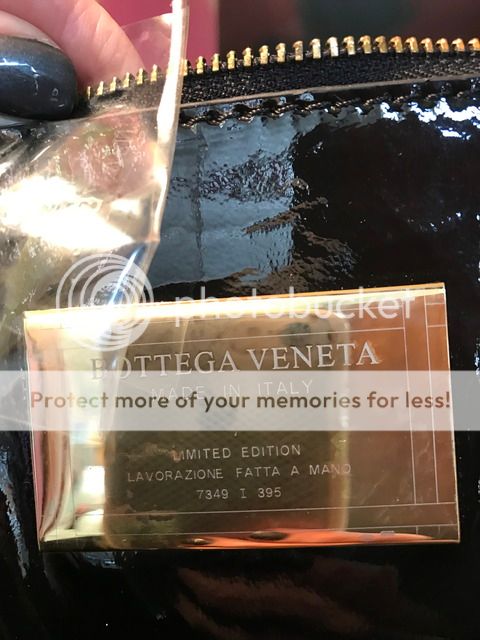 photobucket
BOTTEGA VENETA
MADE IN ITALY
Protect more of your memories for less!
LIMITED EDITION
LAVORAZIONE FATTA A MANO
7349 I 395